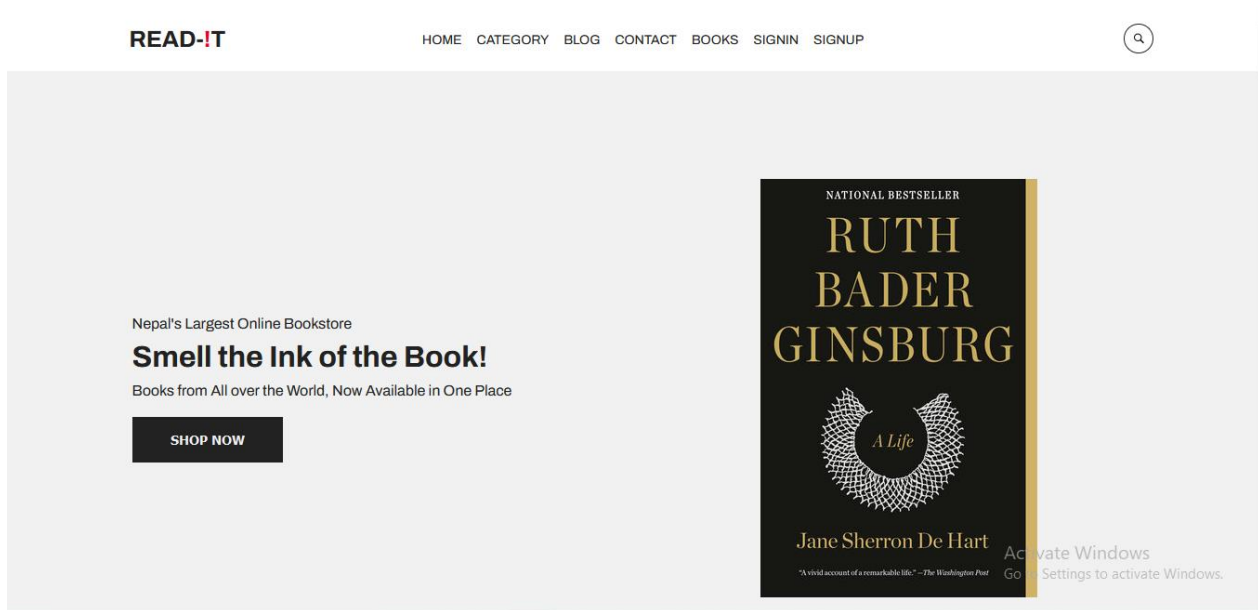 READ-!T
HOME CATEGORY BLOG CONTACT BOOKS SIGNIN SIGNUP
Nepal's Largest Online Bookstore
Smell the Ink of the Book!
Books from All over the World, Now Available in One Place
SHOP NOW
NATIONAL BESTSELLER
RUTH
BADER
GINSBURG
A Life
Jane Sherron De Hart
"A vivid account of a remarkable life." —The Washington Post
Activate Windows
Go to Settings to activate Windows.